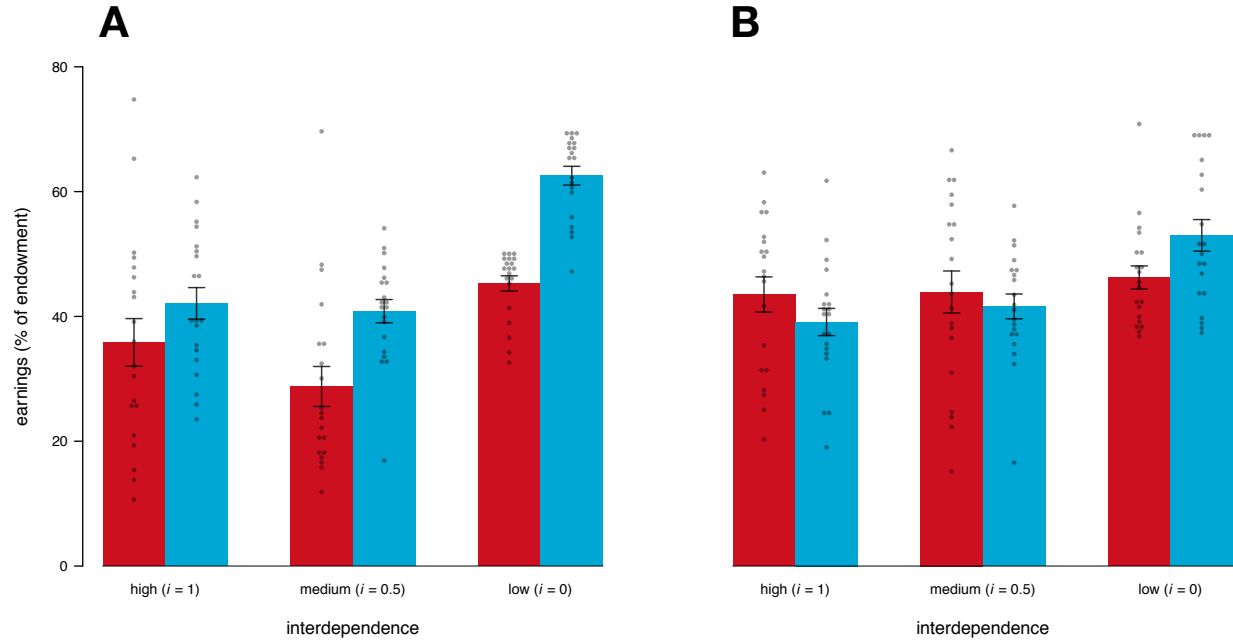 A
B
earnings (% of endowment)
80
60
40
20
0
high (i = 1)
medium (i = 0.5)
low (i = 0)
high (i = 1)
medium (i = 0.5)
low (i = 0)
interdependence
interdependence